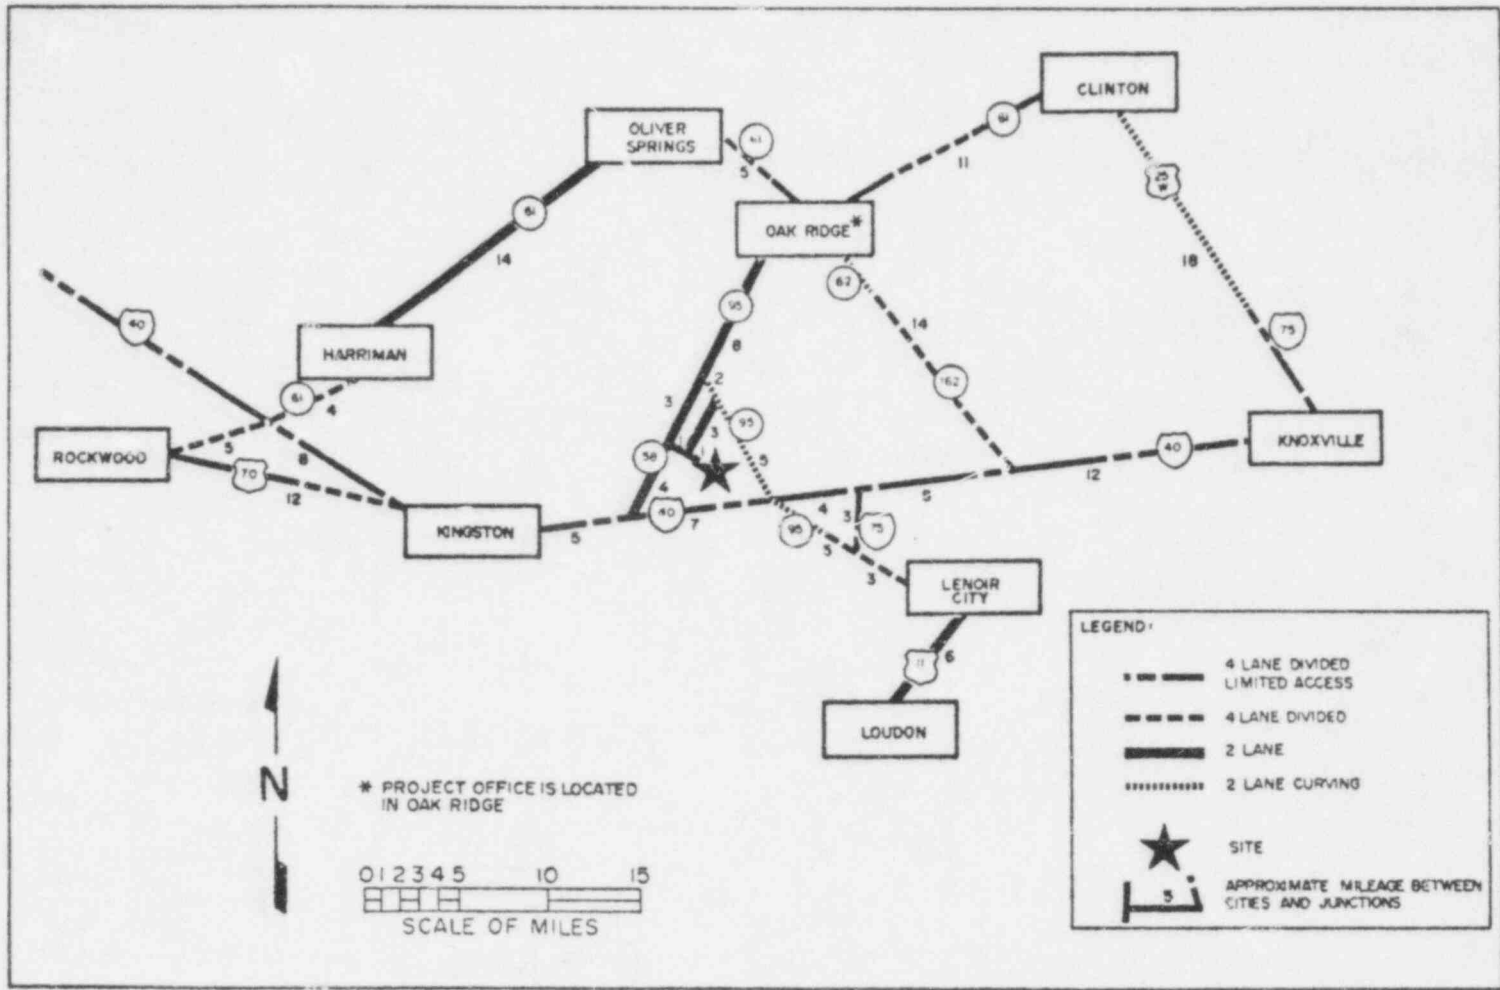 CLINTON
OLIVER
SPRINGS
61
5
61
11
25
W
OAK RIDGE*
61
14
62
18
95
8
14
40
75
HARRIMAN
61
4
2
162
3
95
3
ROCKWOOD
5
8
70
12
58
4
5
KNOXVILLE
40
12
KINGSTON
5
40
7
4
3
75
95
5
3
LENOIR
CITY
11
6
LOUDON
N
* PROJECT OFFICE IS LOCATED
IN OAK RIDGE
0 1 2 3 4 5 10 15
SCALE OF MILES
LEGEND:
4 LANE DIVIDED
LIMITED ACCESS
4 LANE DIVIDED
2 LANE
2 LANE CURVING
SITE
5
APPROXIMATE MILEAGE BETWEEN
CITIES AND JUNCTIONS